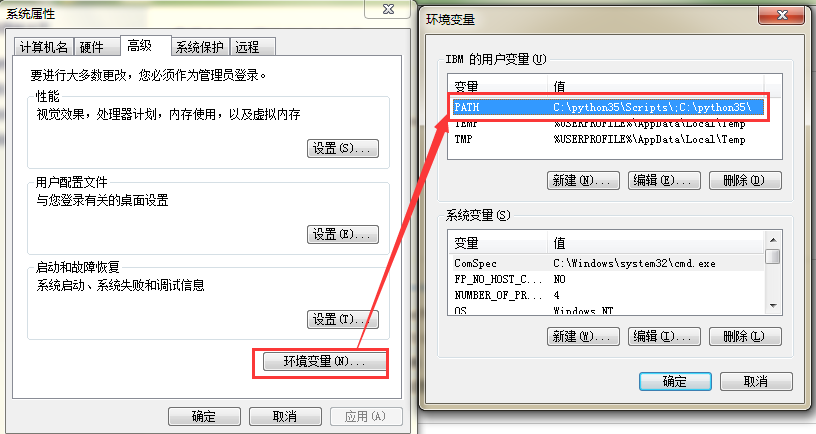 系统属性
计算机名 硬件 高级 系统保护 远程
要进行大多数更改，您必须作为管理员登录。
性能
视觉效果，处理器计划，内存使用，以及虚拟内存
设置(S)...
用户配置文件
与您登录有关的桌面设置
设置(E)...
启动和故障恢复
系统启动、系统失败和调试信息
设置(T)...
环境变量(N)...
确定 取消 应用(A)
环境变量
IBM 的用户变量(U)
变量 值
PATH C:\python35\Scripts\;C:\python35\
TEMP %USERPROFILE%\AppData\Local\Temp
TMP %USERPROFILE%\AppData\Local\Temp
新建(N)... 编辑(E)... 删除(D)
系统变量(S)
变量 值
ComSpec C:\Windows\system32\cmd.exe
FP_NO_HOST_C... NO
NUMBER_OF_PR... 4
OS Windows_NT
新建(W)... 编辑(I)... 删除(L)
确定 取消